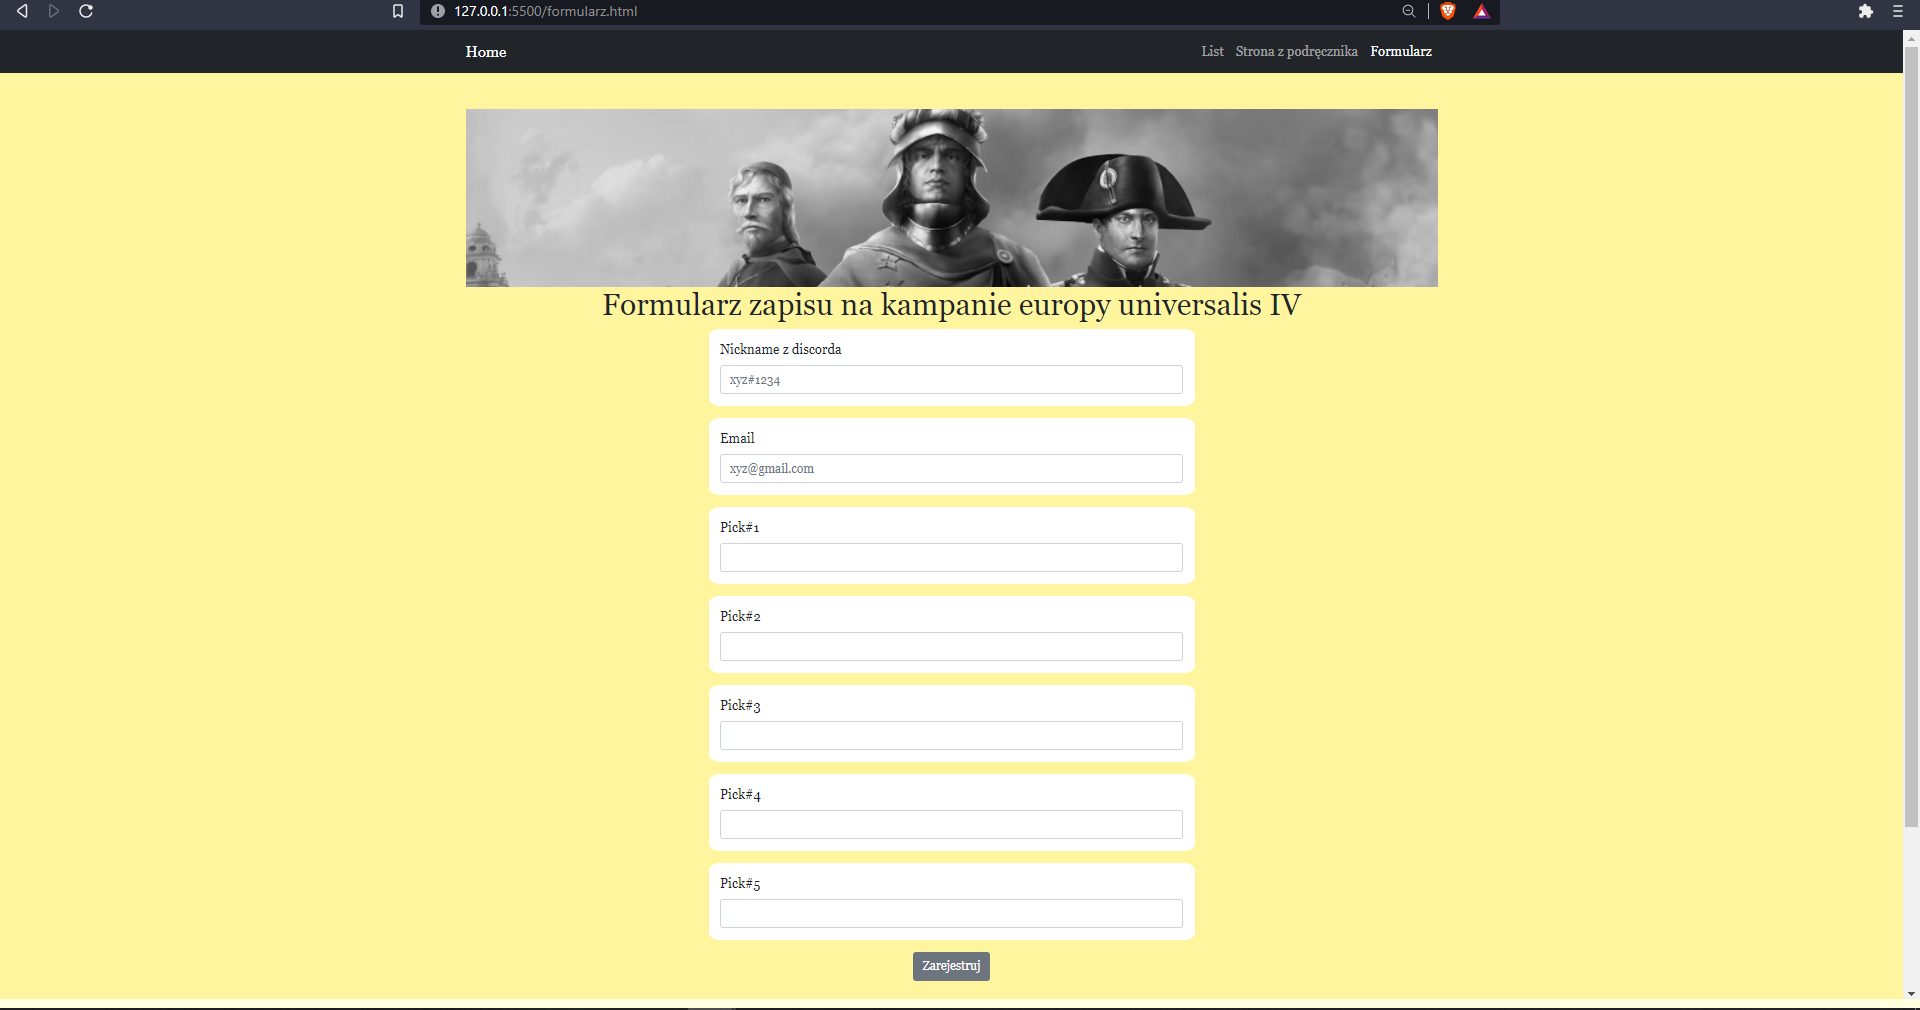 127.0.0.1:5500/formularz.html
Home
List Strona z podręcznika Formularz
Formularz zapisu na kampanie europy universalis IV
Nickname z discorda
xyz#1234
Email
xyz@gmail.com
Pick#1
Pick#2
Pick#3
Pick#4
Pick#5
Zarejestruj